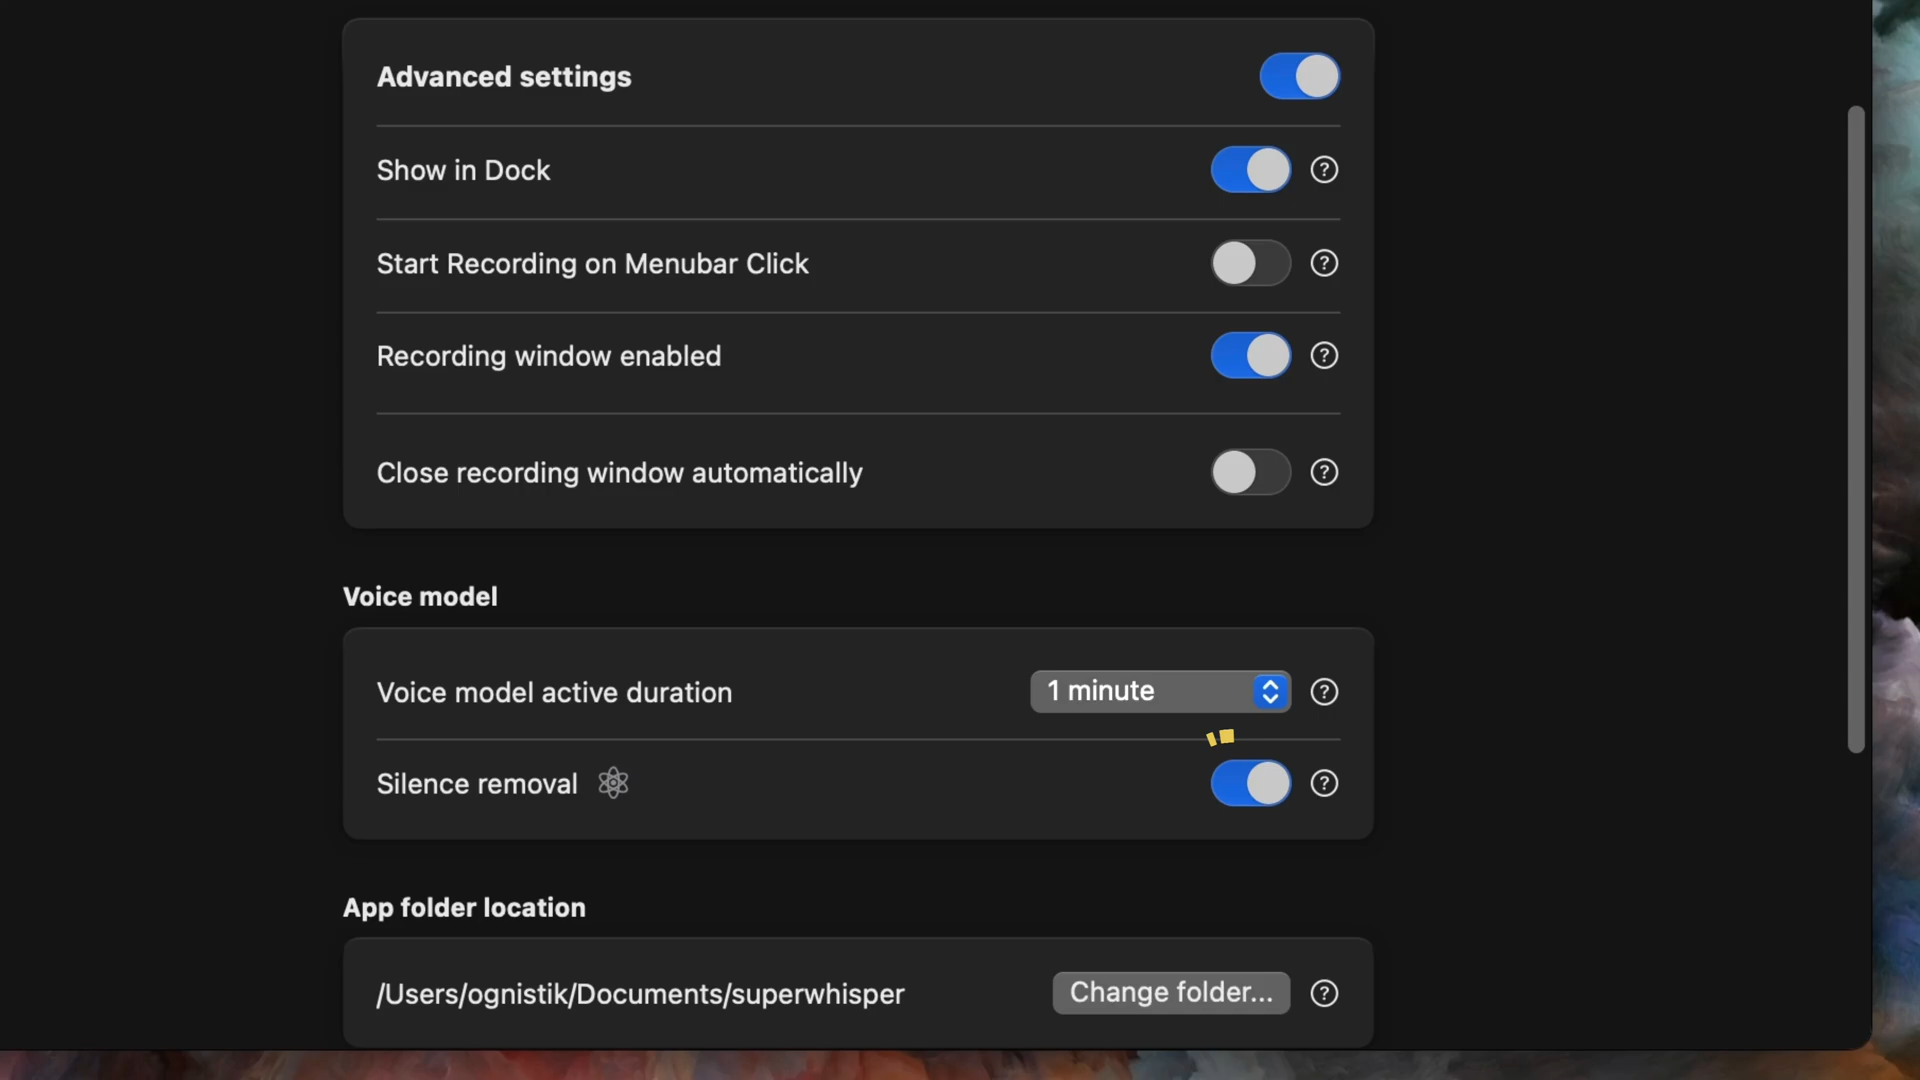 Advanced settings
Show in Dock
?
Start Recording on Menubar Click
?
Recording window enabled
?
Close recording window automatically
?
Voice model
Voice model active duration
1 minute
?
Silence removal
?
App folder location
/Users/ognistik/Documents/superwhisper
Change folder...
?